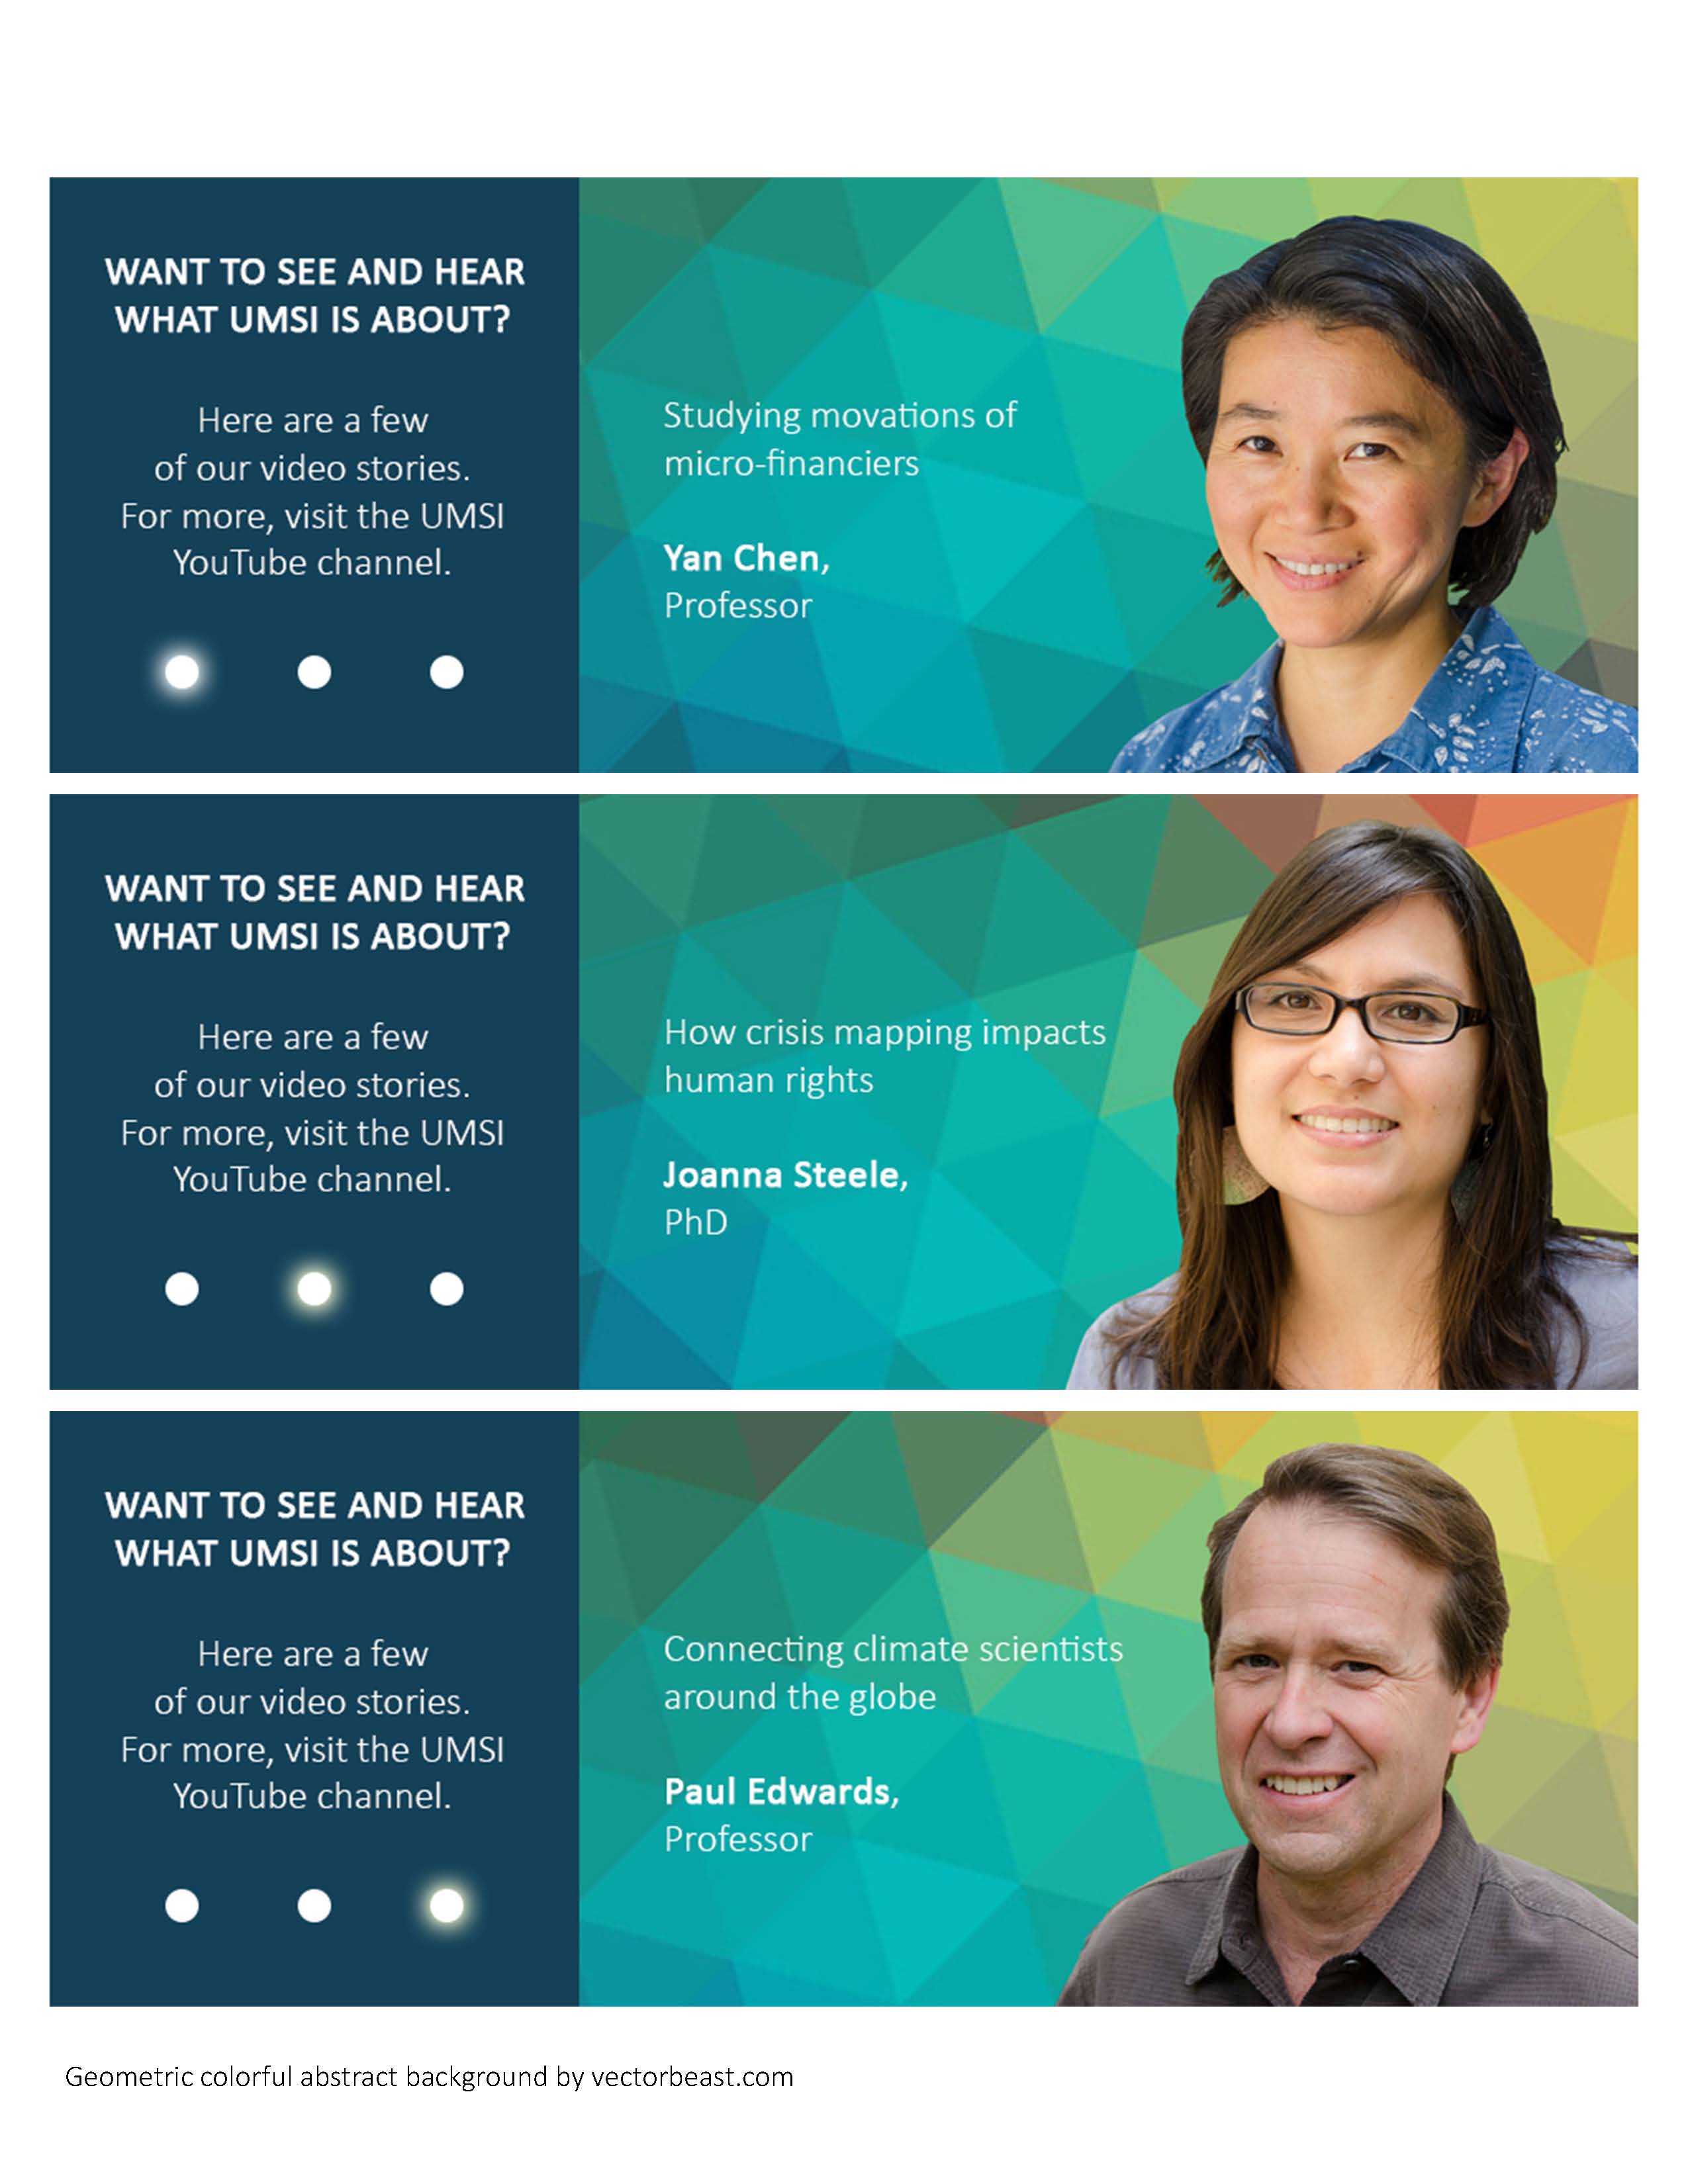 WANT TO SEE AND HEAR
WHAT UMSI IS ABOUT?
Here are a few
of our video stories.
For more, visit the UMSI
YouTube channel.
Studying movations of
micro-financiers
Yan Chen,
Professor
WANT TO SEE AND HEAR
WHAT UMSI IS ABOUT?
Here are a few
of our video stories.
For more, visit the UMSI
YouTube channel.
How crisis mapping impacts
human rights
Joanna Steele,
PhD
WANT TO SEE AND HEAR
WHAT UMSI IS ABOUT?
Here are a few
of our video stories.
For more, visit the UMSI
YouTube channel.
Connecting climate scientists
around the globe
Paul Edwards,
Professor
Geometric colorful abstract background by vectorbeast.com